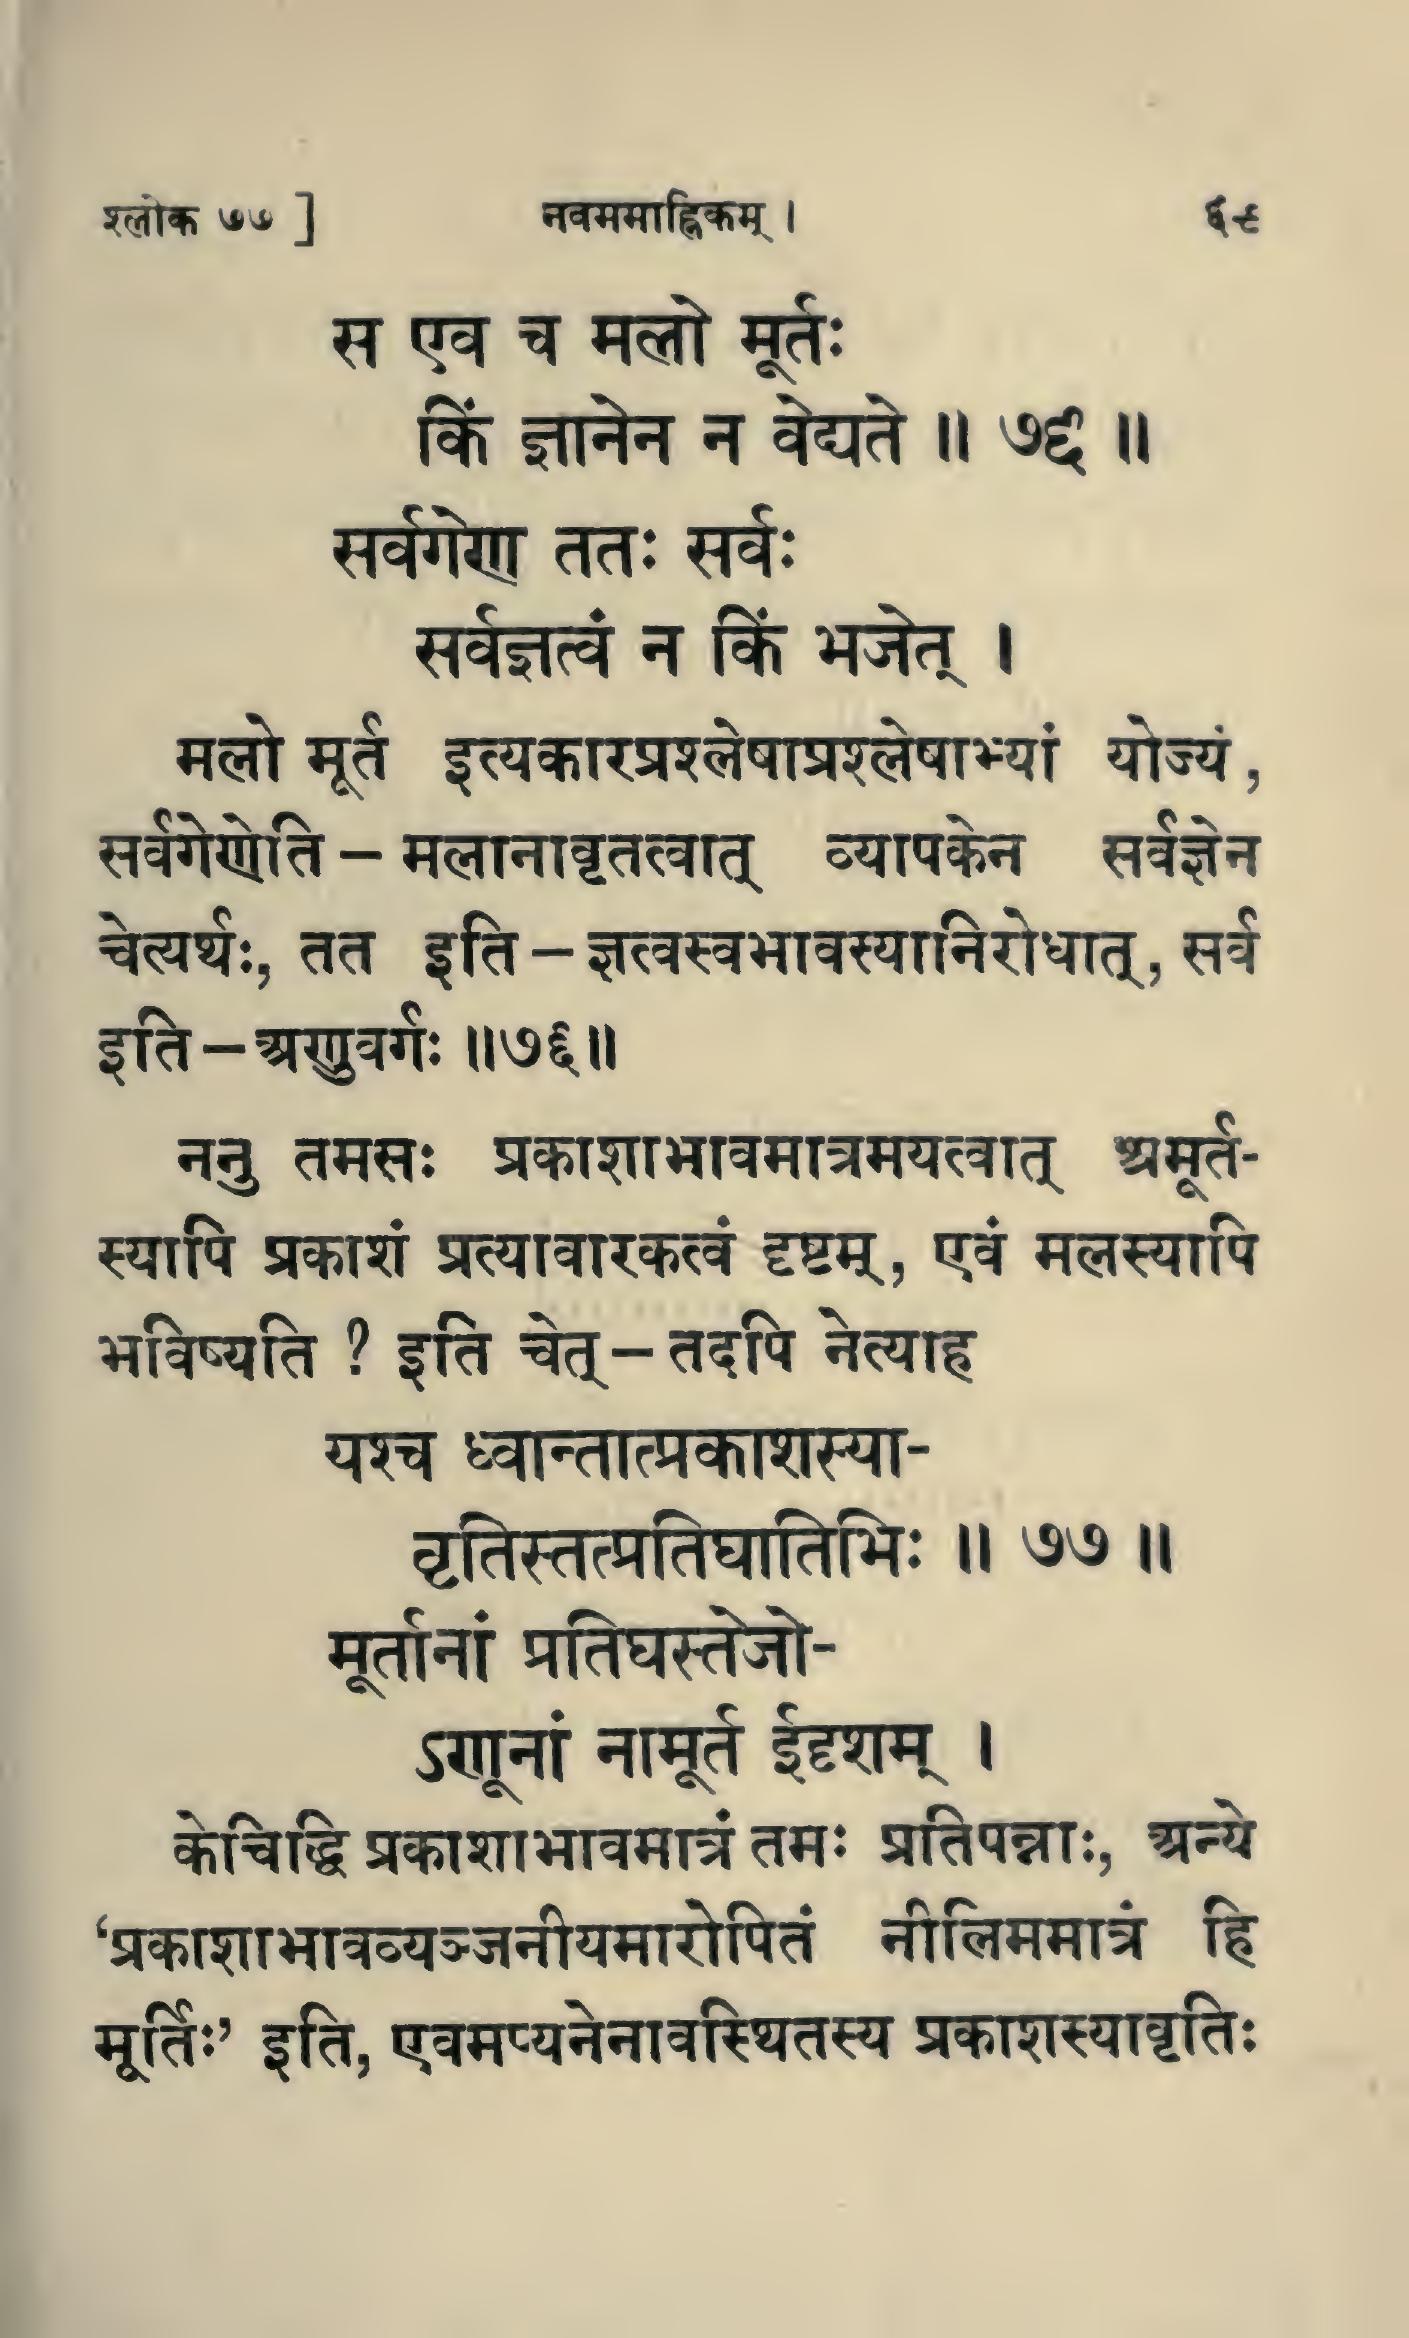 श्लोक ७७ ] नवममाह्निकम् । ६९
स एव च मलो मूर्तः
किं ज्ञानेन न वेद्यते ॥ ७६ ॥
सर्वगेण ततः सर्वः
सर्वज्ञत्वं न किं भजेत् ।
मलो मूर्त इत्यकारप्रश्लेषाप्रश्लेषाभ्यां योज्यं,
सर्वगेणेति – मलानावृतत्वात् व्यापकेन सर्वज्ञेन
चेत्यर्थः, तत इति – ज्ञत्वस्वभावस्यानिरोधात्, सर्व
इति – अणुवर्गः ॥७६॥
ननु तमसः प्रकाशाभावमात्रमयत्वात् अमूर्त-
स्यापि प्रकाशं प्रत्यावारकत्वं दृष्टम्, एवं मलस्यापि
भविष्यति ? इति चेत् – तदपि नेत्याह
यश्च ध्वान्तात्प्रकाशस्या-
वृतिस्तत्प्रतिघातिभिः ॥ ७७ ॥
मूर्तानां प्रतिघस्तेजो-
ऽणूनां नामूर्त ईदृशम् ।
केचिद्धि प्रकाशाभावमात्रं तमः प्रतिपन्नाः, अन्ये
‘प्रकाशाभावव्यञ्जनीयमारोपितं नीलिममात्रं हि
मूर्तिः’ इति, एवमप्यनेनावस्थितस्य प्रकाशस्यावृतिः